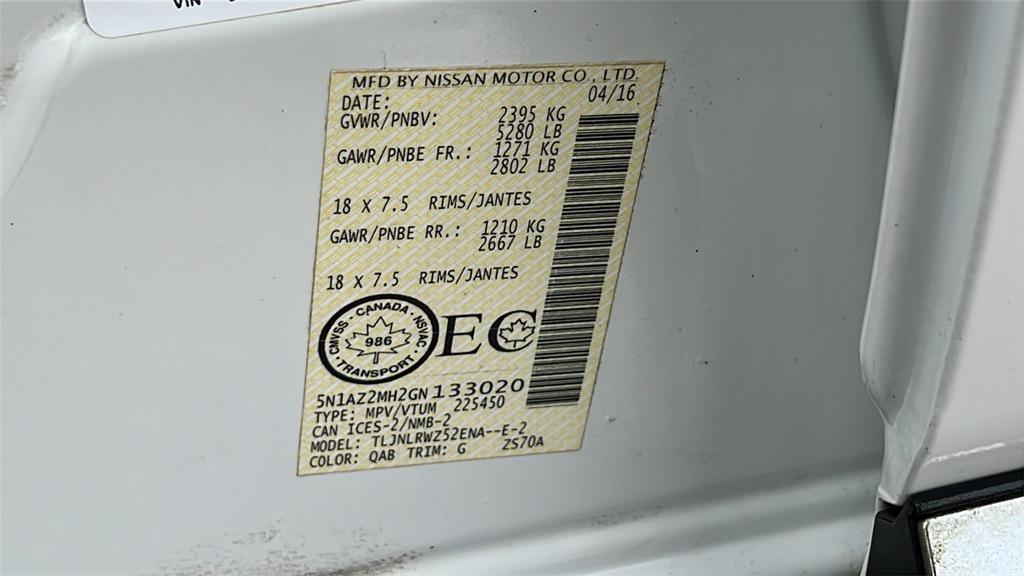 VIN
MFD BY NISSAN MOTOR CO., LTD.
DATE: 04/16
GVWR/PNBV: 2395 KG
5280 LB
GAWR/PNBE FR.: 1271 KG
2802 LB
18 X 7.5 RIMS/JANTES
GAWR/PNBE RR.: 1210 KG
2667 LB
18 X 7.5 RIMS/JANTES
CMVSS - CANADA - NSVAC
986
TRANSPORT
EC
5N1AZ2MH2GN133020
TYPE: MPV/VTUM 225450
CAN ICES-2/NMB-2
MODEL: TLJNLRWZ52ENA--E-2
COLOR: QAB TRIM: G ZS70A